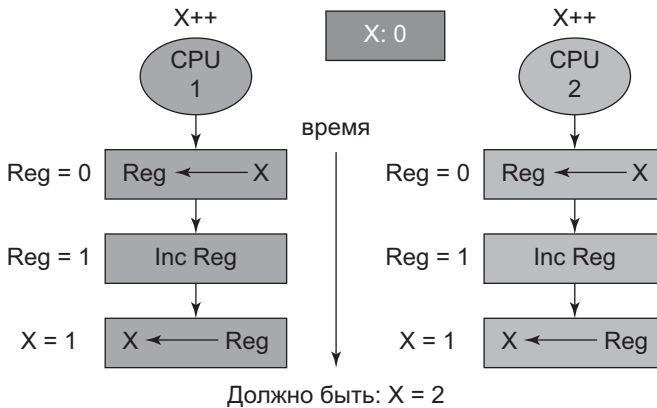 X++
X: 0
X++
CPU
1
CPU
2
время
Reg = 0
Reg ← X
Reg = 0
Reg ← X
Reg = 1
Inc Reg
Reg = 1
Inc Reg
X = 1
X ← Reg
X = 1
X ← Reg
Должно быть: X = 2